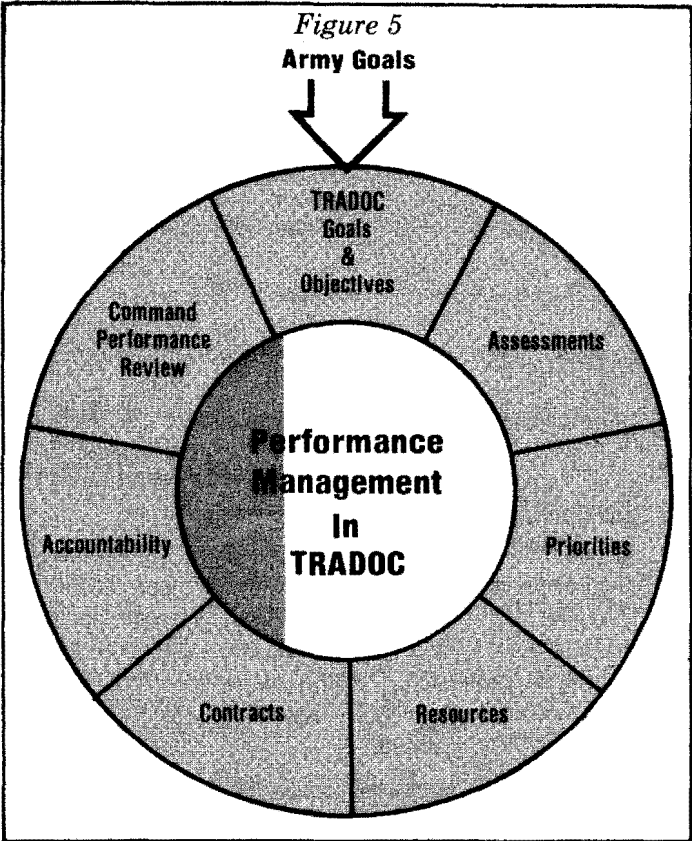 Figure 5
Army Goals
TRADOC
Goals
&
Objectives
Assessments
Priorities
Resources
Contracts
Accountability
Command
Performance
Review
Performance
Management
In
TRADOC